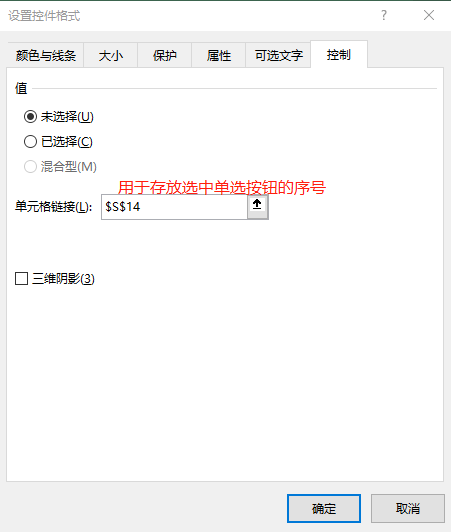 设置控件格式
?
颜色与线条 大小 保护 属性 可选文字 控制
值
未选择(U)
已选择(C)
混合型(M)
用于存放选中单选按钮的序号
单元格链接(L): $S$14
三维阴影(3)
确定 取消